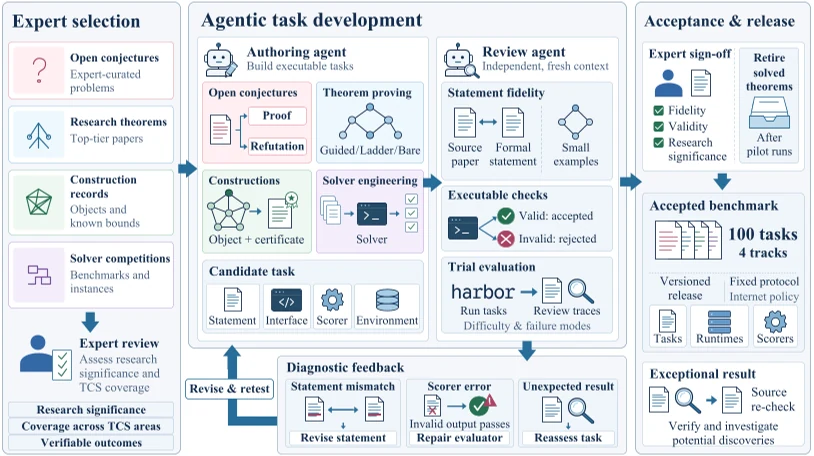 Expert selection
Open conjectures
Expert-curated
problems
Research theorems
Top-tier papers
Construction
records
Objects and
known bounds
Solver competitions
Benchmarks and
instances
Expert review
Assess research
significance and
TCS coverage
Research significance
Coverage across TCS areas
Verifiable outcomes
Agentic task development
Authoring agent
Build executable tasks
Open conjectures
Proof
Refutation
Theorem proving
Guided/Ladder/Bare
Constructions
Object + certificate
Solver engineering
Solver
Candidate task
Statement
Interface
Scorer
Environment
Review agent
Independent, fresh context
Statement fidelity
Source
paper
Formal
statement
Small
examples
Executable checks
Valid: accepted
Invalid: rejected
Trial evaluation
harbor
Run tasks
Review traces
Difficulty & failure modes
Revise & retest
Diagnostic feedback
Statement mismatch
Revise statement
Scorer error
Invalid output passes
Repair evaluator
Unexpected result
Reassess task
Acceptance & release
Expert sign-off
Fidelity
Validity
Research
significance
Retire
solved
theorems
After
pilot runs
Accepted benchmark
100 tasks
4 tracks
Versioned
release
Fixed protocol
Internet policy
Tasks
Runtimes
Scorers
Exceptional result
Source
re-check
Verify and investigate
potential discoveries